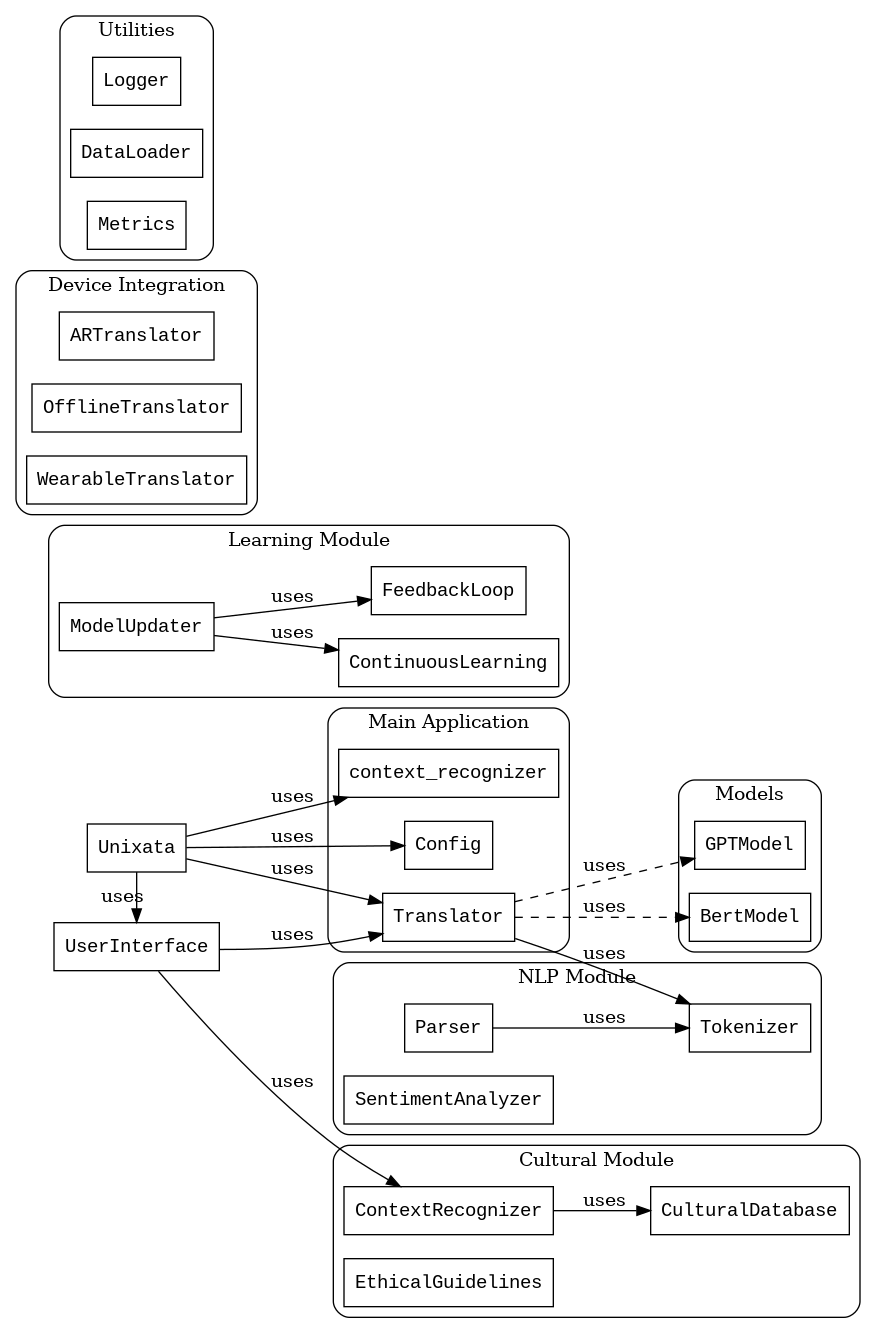 Utilities
Logger
DataLoader
Metrics
Device Integration
ARTranslator
OfflineTranslator
WearableTranslator
Learning Module
ModelUpdater
uses
FeedbackLoop
uses
ContinuousLearning
Main Application
context_recognizer
uses
Unixata
uses
Config
uses
Translator
uses
UserInterface
uses
Models
GPTModel
uses
BertModel
uses
uses
NLP Module
Parser
uses
Tokenizer
SentimentAnalyzer
uses
Cultural Module
ContextRecognizer
uses
CulturalDatabase
EthicalGuidelines